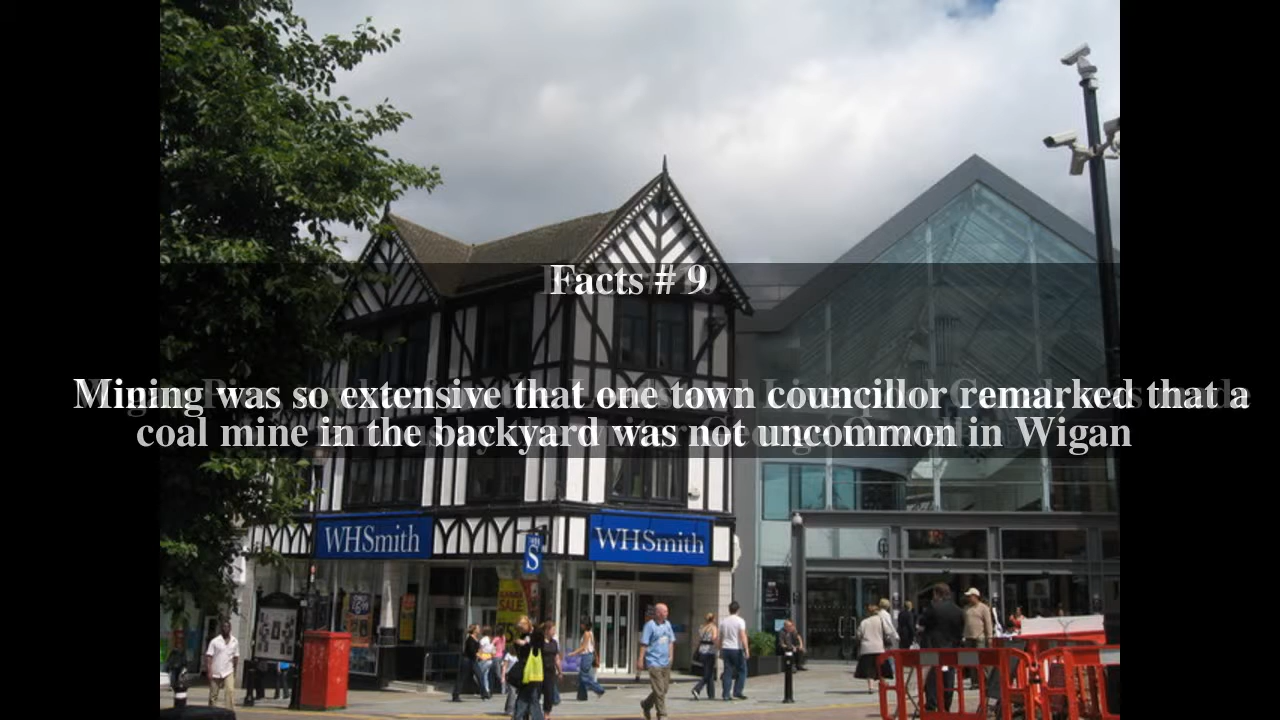 Facts # 9
Mining was so extensive that one town councillor remarked that a
coal mine in the backyard was not uncommon in Wigan
WHSmith
WHSmith
S
SALE